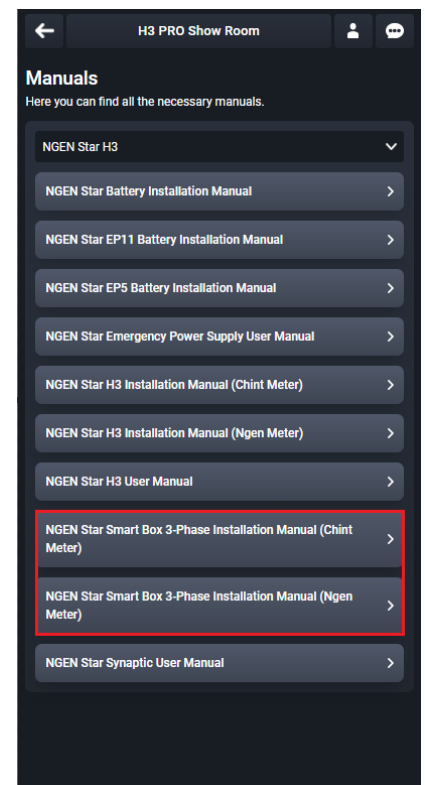 H3 PRO Show Room
Manuals
Here you can find all the necessary manuals.
NGEN Star H3
NGEN Star Battery Installation Manual
NGEN Star EP11 Battery Installation Manual
NGEN Star EP5 Battery Installation Manual
NGEN Star Emergency Power Supply User Manual
NGEN Star H3 Installation Manual (Chint Meter)
NGEN Star H3 Installation Manual (Ngen Meter)
NGEN Star H3 User Manual
NGEN Star Smart Box 3-Phase Installation Manual (Chint
Meter)
NGEN Star Smart Box 3-Phase Installation Manual (Ngen
Meter)
NGEN Star Synaptic User Manual